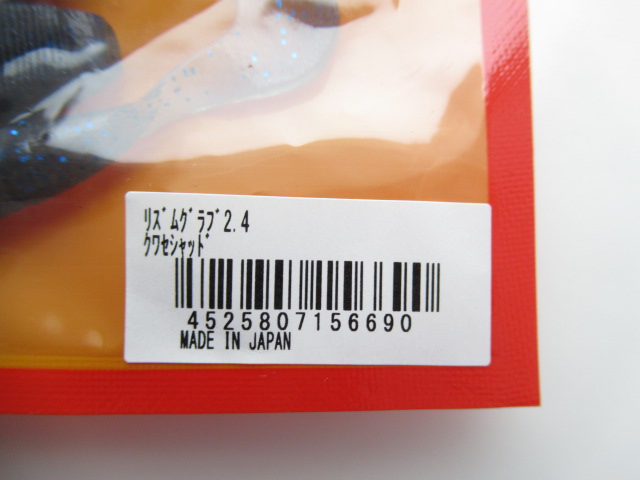 ﾘｽﾞﾑｸﾞﾗﾌﾞ2.4
ｸﾜｾｼｬｯﾄﾞ
4525807156690
MADE IN JAPAN